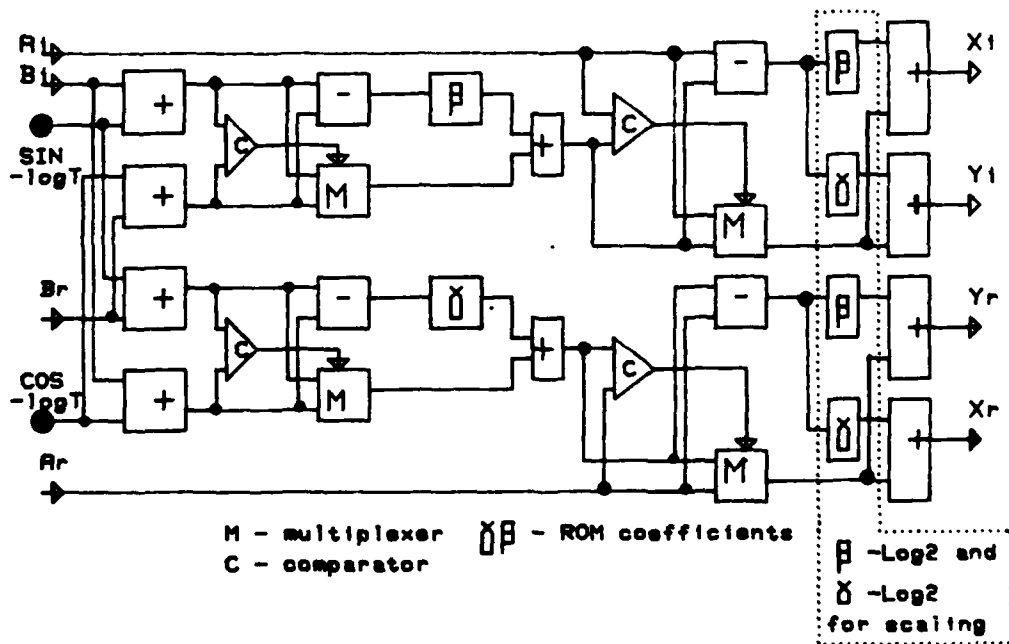 Ai
Xi
Bi
+
-
β
-
β
+
SIN
-logT
C
+
C
Yi
+
M
M
γ
+
Br
+
-
γ
-
β
+
Yr
C
+
C
COS
-logT
+
M
M
γ
+
Xr
Ar
M - multiplexer γ β - ROM coefficients
C - comparator
β -Log2 and
γ -Log2
for scaling